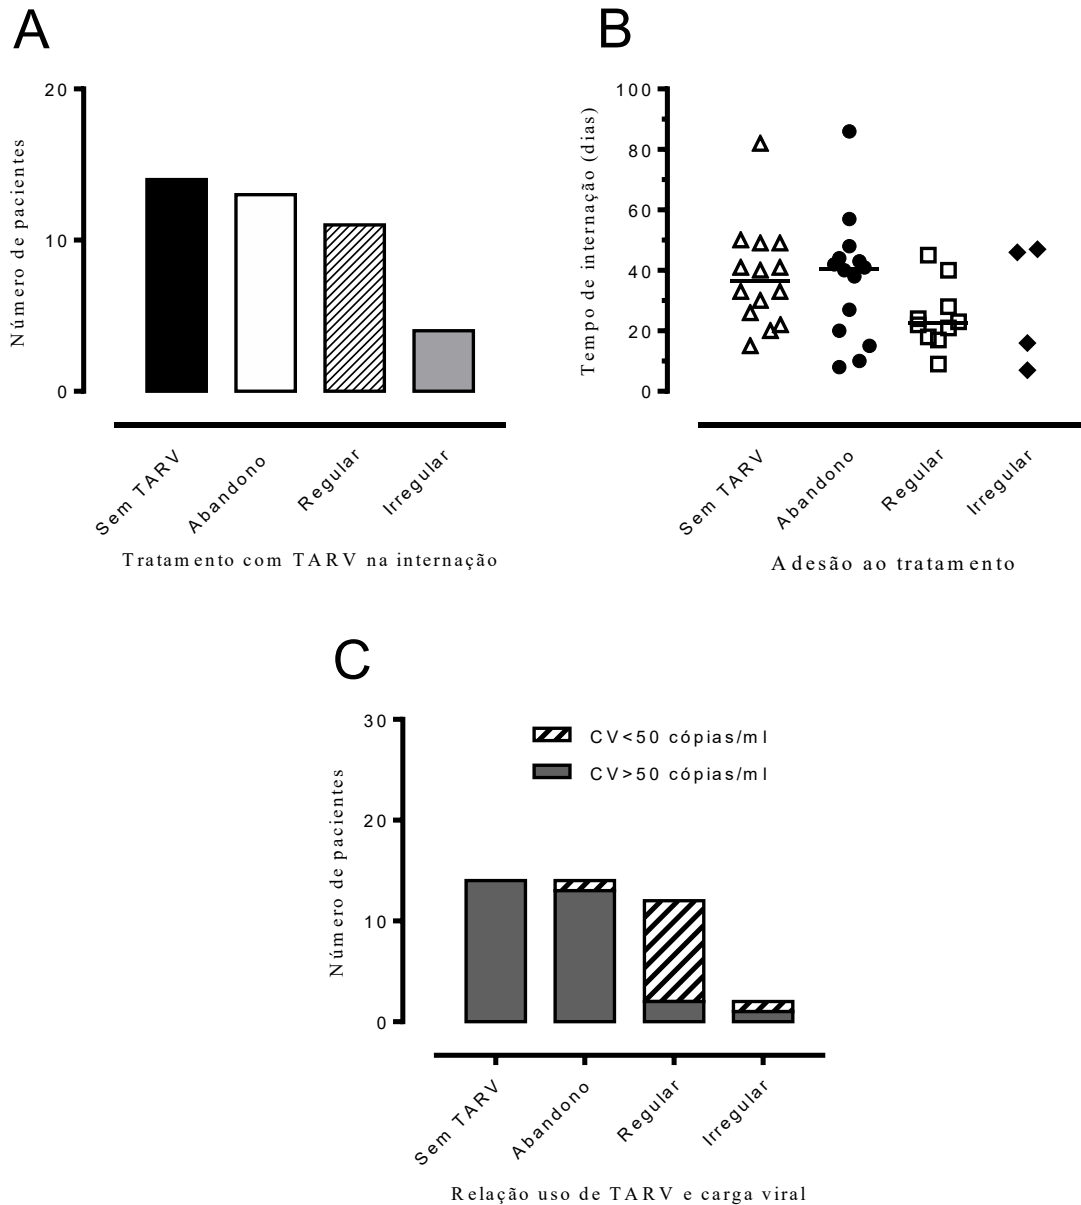 A
20
10
0
Número de pacientes
Sem TARV
Abandono
Regular
Irregular
Tratamento com TARV na internação
B
100
80
60
40
20
0
Tempo de internação (dias)
Sem TARV
Abandono
Regular
Irregular
Adesão ao tratamento
C
30
20
10
0
Número de pacientes
CV<50 cópias/ml
CV>50 cópias/ml
Sem TARV
Abandono
Regular
Irregular
Relação uso de TARV e carga viral